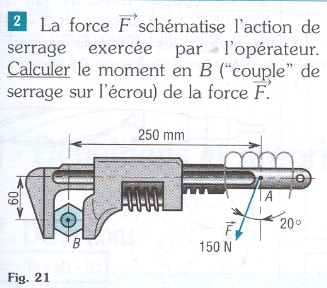 2 La force F⃗ schématise l'action de
serrage exercée par l'opérateur.
Calculer le moment en B ("couple" de
serrage sur l'écrou) de la force F⃗.
250 mm
60
A
F⃗
20°
B
150 N
Fig. 21